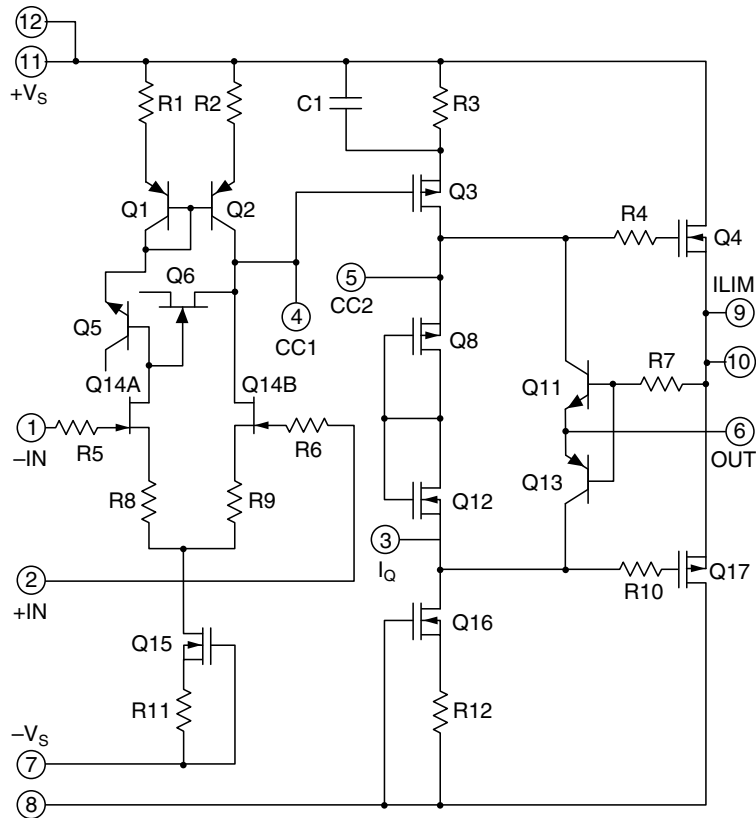 12
11
+VS
R1
R2
C1
R3
Q1
Q2
Q3
R4
Q4
Q6
5
CC2
4
CC1
ILIM
9
Q5
Q8
10
Q14A
Q14B
Q11
R7
1
–IN
R5
R6
6
OUT
Q13
R8
R9
Q12
3
IQ
2
+IN
R10
Q17
Q15
Q16
R11
R12
–VS
7
8